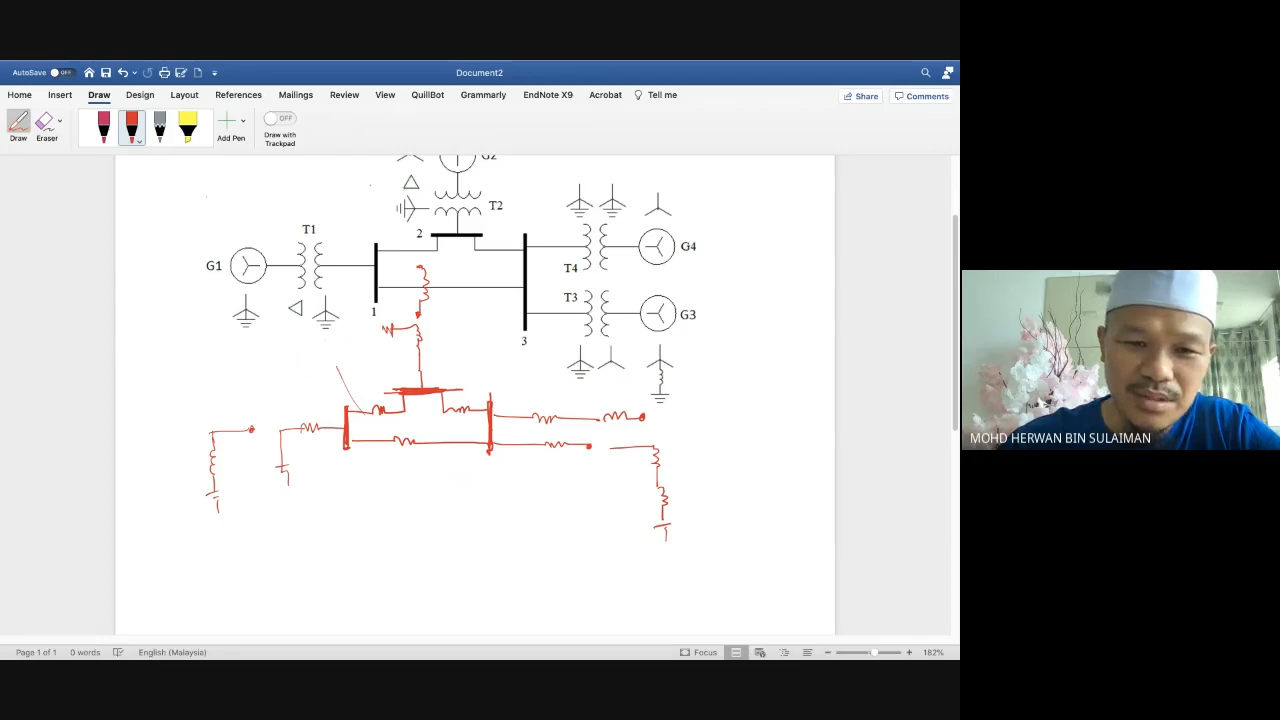 AutoSave OFF
Document2
Home Insert Draw Design Layout References Mailings Review View QuillBot Grammarly EndNote X9 Acrobat Tell me
Share Comments
Draw Eraser Add Pen Draw with Trackpad OFF
G2
T2
T1
2
G1
G4
T4
T3
G3
1
3
MOHD HERWAN BIN SULAIMAN
Page 1 of 1 0 words English (Malaysia) Focus 182%